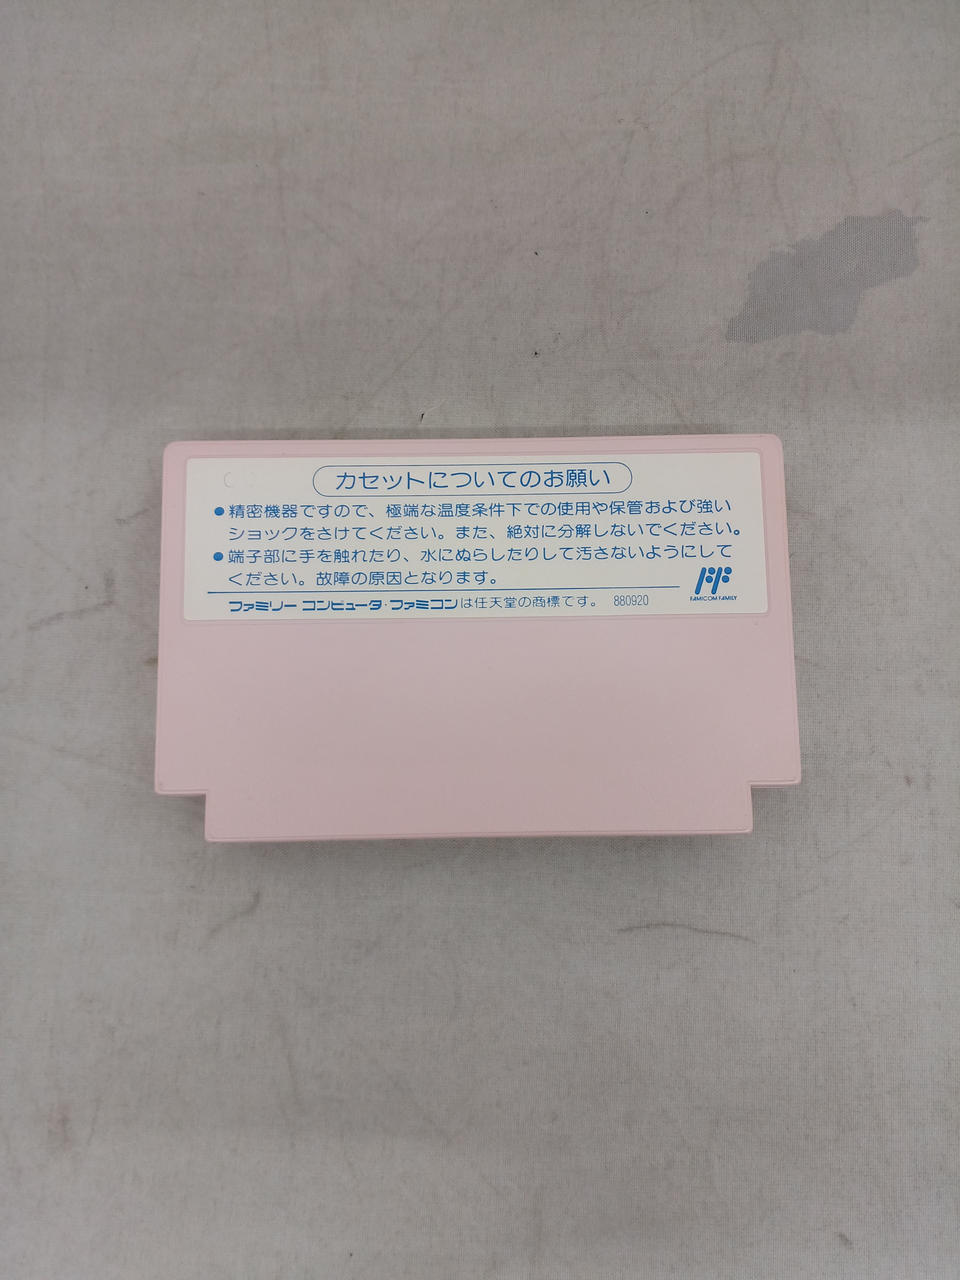 カセットについてのお願い
●精密機器ですので、極端な温度条件下での使用や保管および強い
ショックをさけてください。また、絶対に分解しないでください。
●端子部に手を触れたり、水にぬらしたりして汚さないようにして
ください。故障の原因となります。
FAMICOM FAMILY
ファミリー コンピュータ・ファミコンは任天堂の商標です。 880920